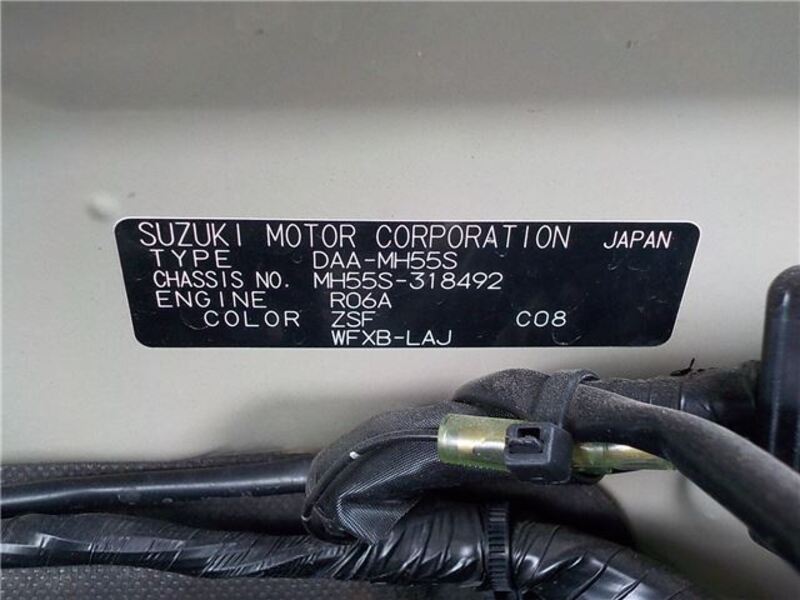 SUZUKI MOTOR CORPORATION JAPAN
TYPE DAA-MH55S
CHASSIS NO. MH55S-318492
ENGINE R06A
COLOR ZSF C08
WFXB-LAJ